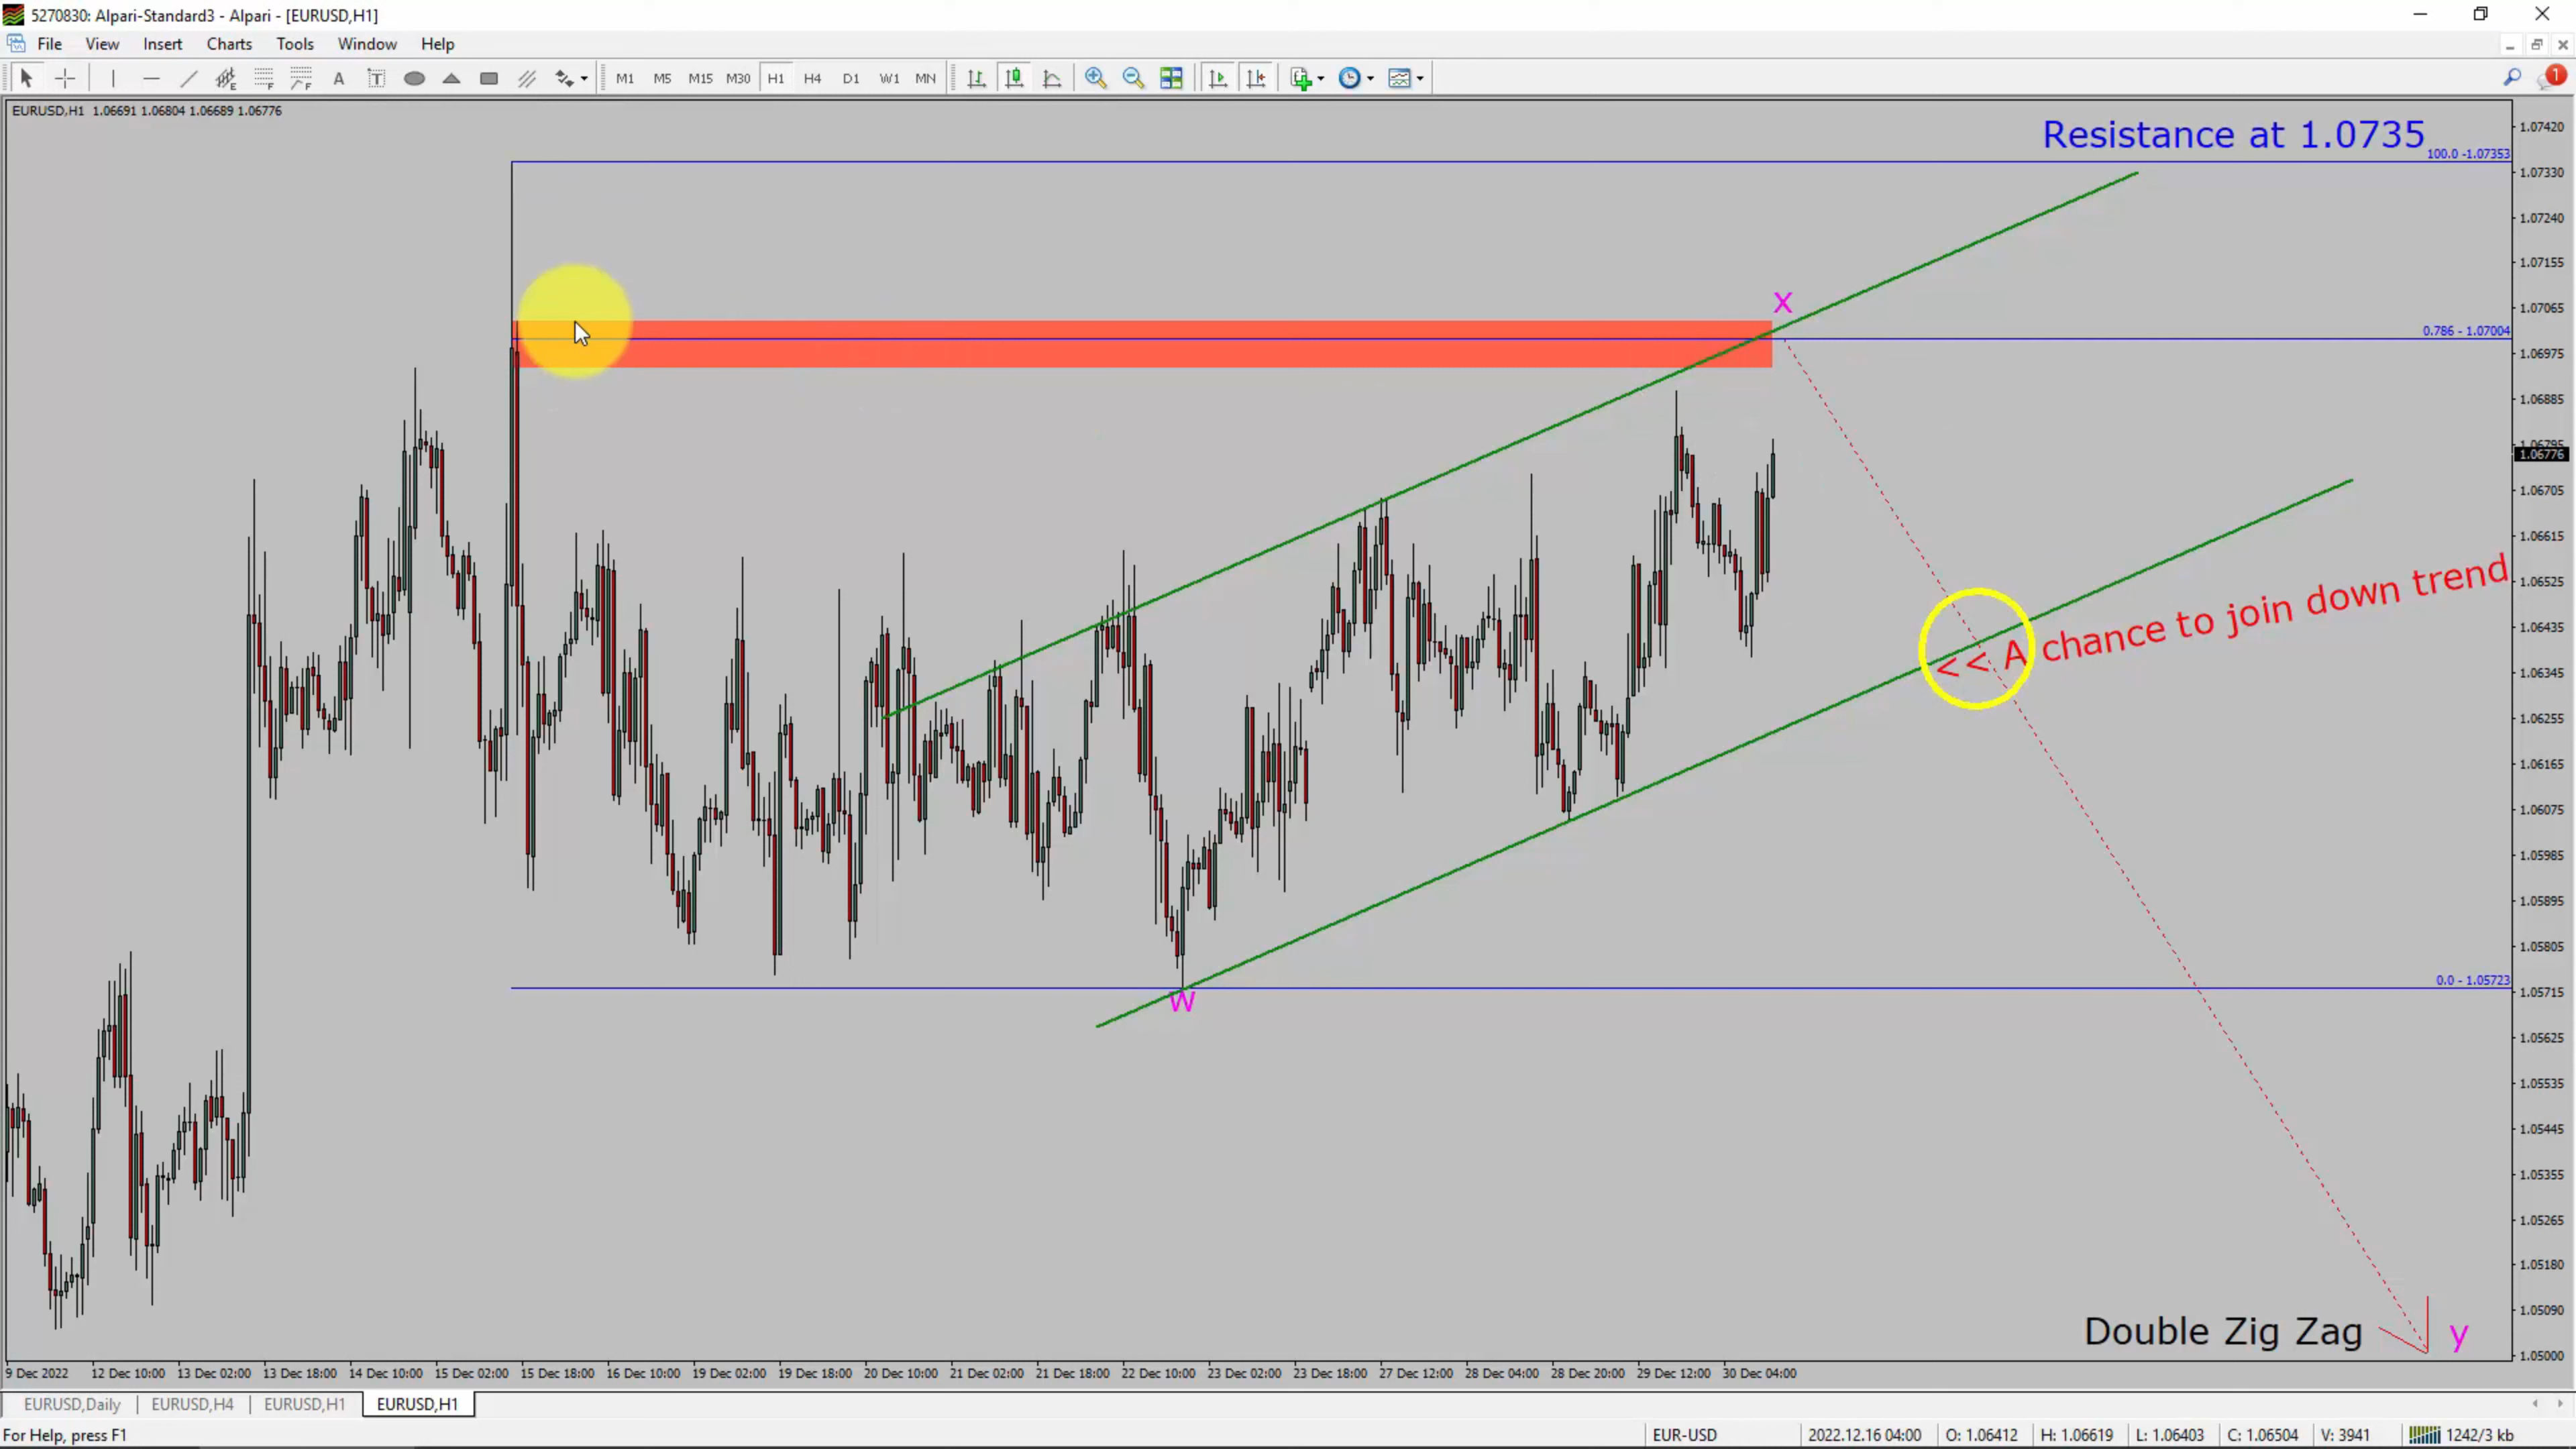 5270830: Alpari-Standard3 - Alpari - [EURUSD,H1]
File View Insert Charts Tools Window Help
A T M1 M5 M15 M30 H1 H4 D1 W1 MN 1
EURUSD,H1 1.06691 1.06804 1.06689 1.06776
Resistance at 1.0735
100.0 -1.07353
x
0.786 - 1.07004
<< A chance to join down trend
0.0 - 1.05723
w
Double Zig Zag
y
1.07420
1.07330
1.07240
1.07155
1.07065
1.06975
1.06885
1.06795
1.06776
1.06705
1.06615
1.06525
1.06435
1.06345
1.06255
1.06165
1.06075
1.05985
1.05895
1.05805
1.05715
1.05625
1.05535
1.05445
1.05355
1.05265
1.05180
1.05090
1.05000
9 Dec 2022 12 Dec 10:00 13 Dec 02:00 13 Dec 18:00 14 Dec 10:00 15 Dec 02:00 15 Dec 18:00 16 Dec 10:00 19 Dec 02:00 19 Dec 18:00 20 Dec 10:00 21 Dec 02:00 21 Dec 18:00 22 Dec 10:00 23 Dec 02:00 23 Dec 18:00 27 Dec 12:00 28 Dec 04:00 28 Dec 20:00 29 Dec 12:00 30 Dec 04:00
EURUSD,Daily EURUSD,H4 EURUSD,H1 EURUSD,H1
For Help, press F1 EUR-USD 2022.12.16 04:00 O: 1.06412 H: 1.06619 L: 1.06403 C: 1.06504 V: 3941 1242/3 kb